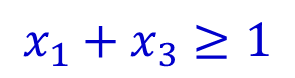 x₁ + x₃ ≥ 1